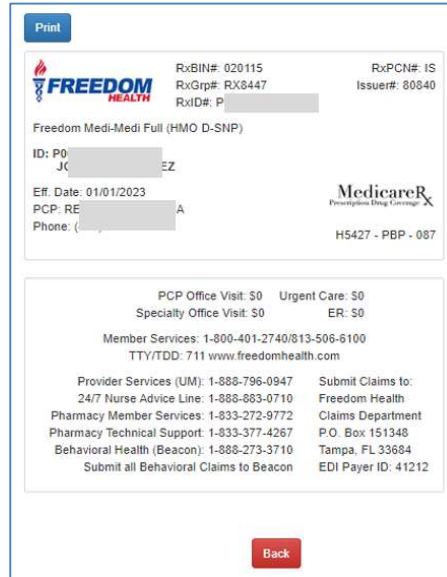 Print
FREEDOM
HEALTH
RxBIN#: 020115
RxGrp#: RX8447
RxID#: P
RxPCN#: IS
Issuer#: 80840
Freedom Medi-Medi Full (HMO D-SNP)
ID: P0
JO EZ
Eff. Date: 01/01/2023
PCP: RE A
Phone: (
MedicareRx
Prescription Drug Coverage
H5427 - PBP - 087
PCP Office Visit: $0 Urgent Care: $0
Specialty Office Visit: $0 ER: $0
Member Services: 1-800-401-2740/813-506-6100
TTY/TDD: 711 www.freedomhealth.com
Provider Services (UM): 1-888-796-0947
24/7 Nurse Advice Line: 1-888-883-0710
Pharmacy Member Services: 1-833-272-9772
Pharmacy Technical Support: 1-833-377-4267
Behavioral Health (Beacon): 1-888-273-3710
Submit all Behavioral Claims to Beacon
Submit Claims to:
Freedom Health
Claims Department
P.O. Box 151348
Tampa, FL 33684
EDI Payer ID: 41212
Back